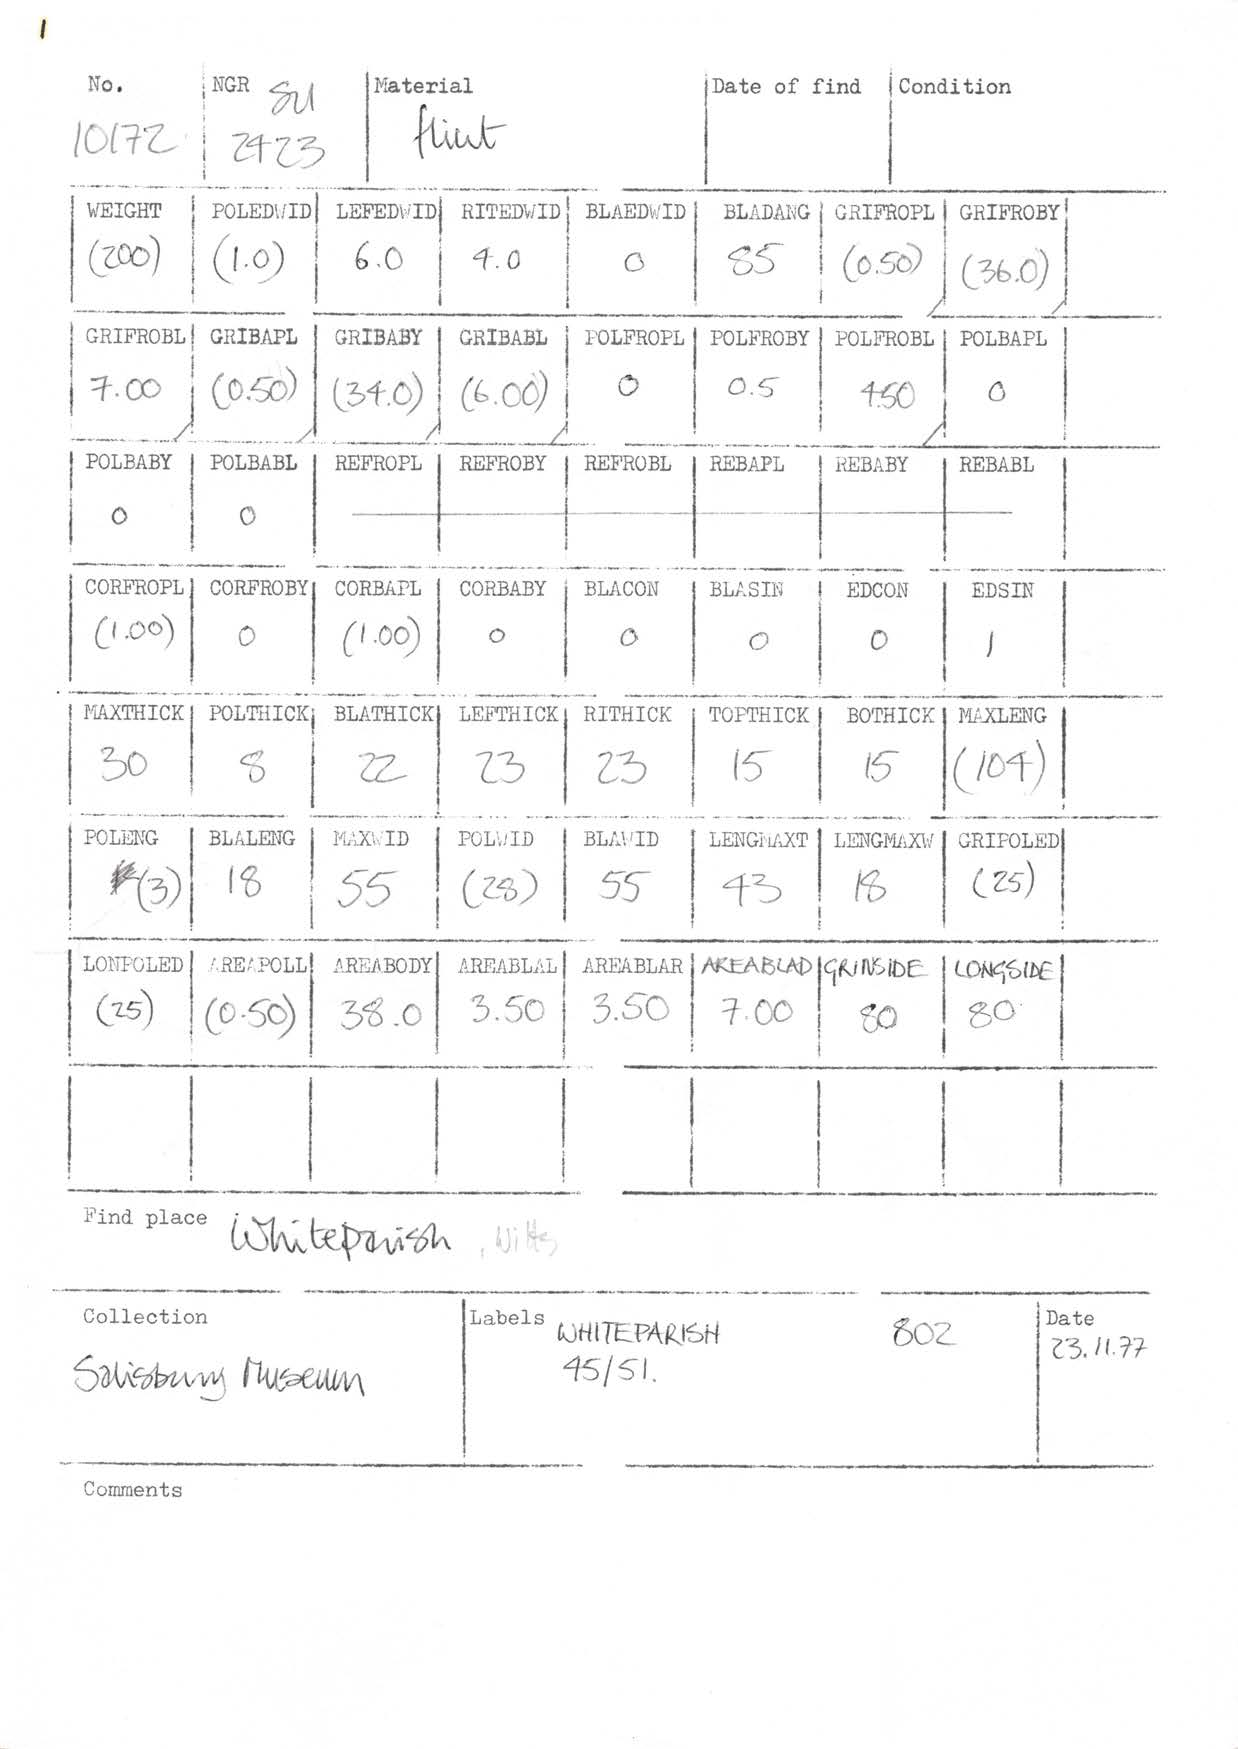 1
No. NGR SU Material Date of find Condition
10172 2423 flint
WEIGHT POLEDWID LEFEDWID RITEDWID BLAEDWID BLADANG GRIFROPL GRIFROBY
(200) (1.0) 6.0 4.0 0 85 (0.50) (36.0)
GRIFROBL GRIBAPL GRIBABY GRIBABL POLFROPL POLFROBY POLFROBL POLBAPL
7.00 (0.50) (34.0) (6.00) 0 0.5 4.50 0
POLBABY POLBABL REFROPL REFROBY REFROBL REBAPL REBABY REBABL
0 0
CORFROPL CORFROBY CORBAPL CORBABY BLACON BLASIN EDCON EDSIN
(1.00) 0 (1.00) 0 0 0 0 1
MAXTHICK POLTHICK BLATHICK LEFTHICK RITHICK TOPTHICK BOTHICK MAXLENG
30 8 22 23 23 15 15 (104)
POLENG BLALENG MAXWID POLWID BLAWID LENGMAXT LENGMAXW GRIPOLED
(3) 18 55 (28) 55 43 18 (25)
LONPOLED AREAPOLL AREABODY AREABLAL AREABLAR AREABLAD GRINSIDE LONGSIDE
(25) (0.50) 38.0 3.50 3.50 7.00 80 80
Find place Whiteparish, Wilts
Collection Labels WHITEPARISH 802 Date
Salisbury Museum 45/51. 23.11.77
Comments